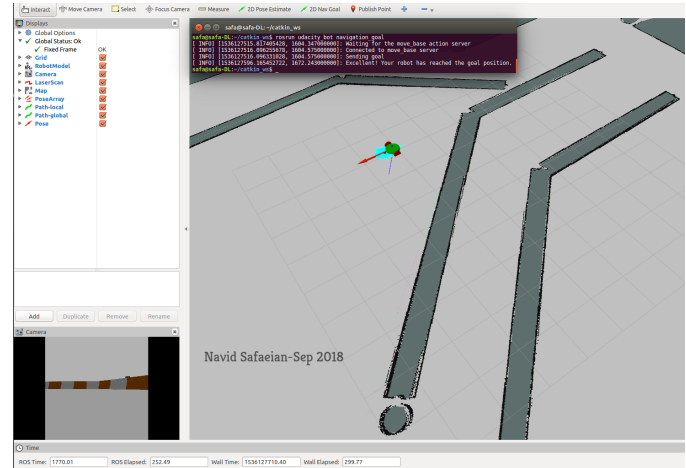 Interact Move Camera Select Focus Camera Measure 2D Pose Estimate 2D Nav Goal Publish Point
Displays
Global Options
Global Status: Ok
Fixed Frame OK
Grid
RobotModel
Camera
LaserScan
Map
PoseArray
Path-local
Path-global
Pose
safa@safa-DL: ~/catkin_ws
safa@safa-DL:~/catkin_ws$ rosrun udacity_bot navigation_goal
[ INFO] [1536127515.817405428, 1604.347000000]: Waiting for the move_base action server
[ INFO] [1536127516.096255678, 1604.575000000]: Connected to move_base server
[ INFO] [1536127516.096331028, 1604.575000000]: Sending goal
[ INFO] [1536127596.165452722, 1672.243000000]: Excellent! Your robot has reached the goal position.
safa@safa-DL:~/catkin_ws$
Add Duplicate Remove Rename
Camera
Navid Safaeian-Sep 2018
Time
ROS Time: 1770.01 ROS Elapsed: 252.49 Wall Time: 1536127710.40 Wall Elapsed: 299.77